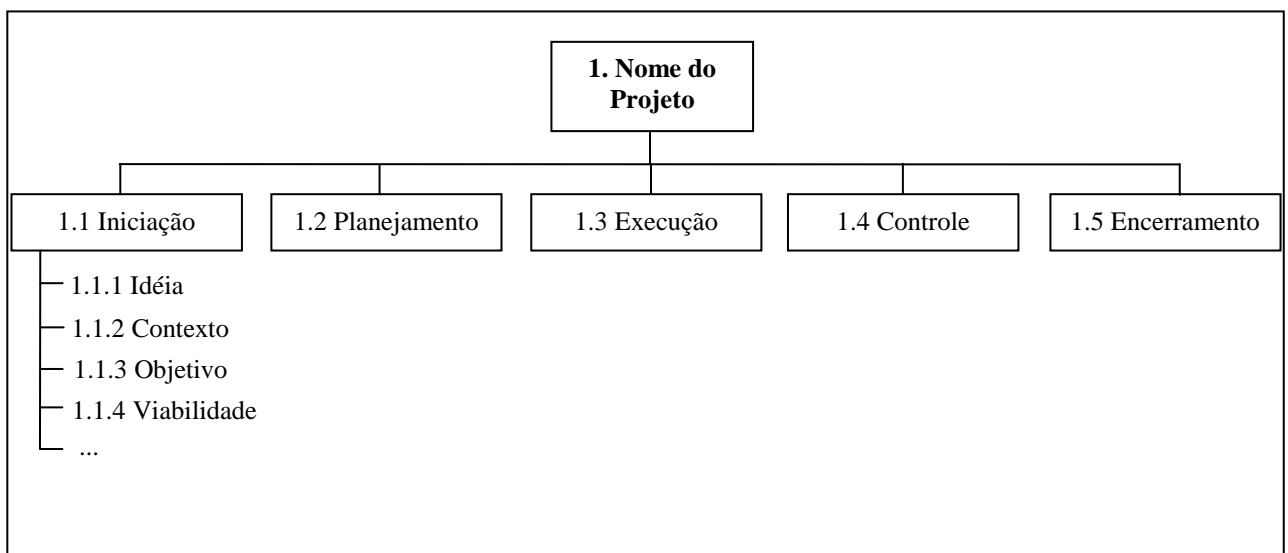 1. Nome do
Projeto
1.1 Iniciação
1.2 Planejamento
1.3 Execução
1.4 Controle
1.5 Encerramento
1.1.1 Idéia
1.1.2 Contexto
1.1.3 Objetivo
1.1.4 Viabilidade
...